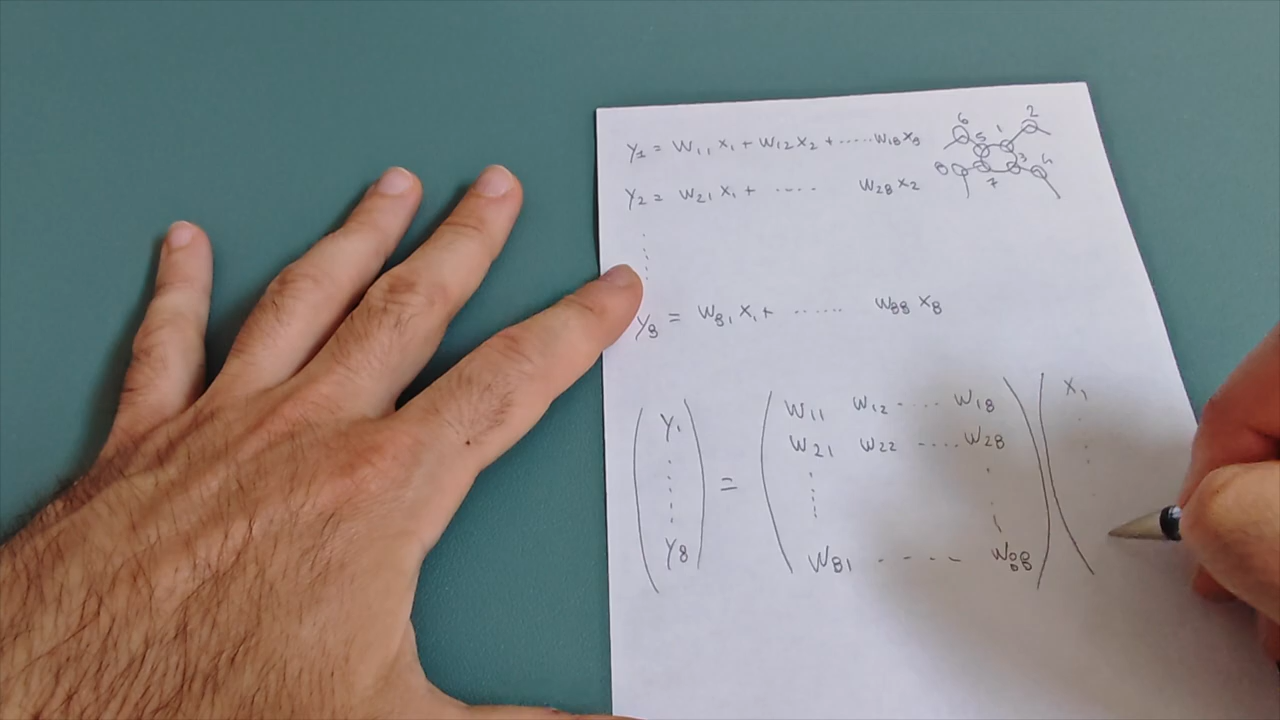 y₁ = W₁₁ x₁ + W₁₂ x₂ + ..... W₁₈ x₈
y₂ = W₂₁ x₁ + .... W₂₈ x₂
y₈ = W₈₁ x₁ + ...... W₈₈ x₈
6 1 2
5
8 3 4
7
y₁ W₁₁ W₁₂ .... W₁₈ x₁
= W₂₁ W₂₂ .... W₂₈
y₈ W₈₁ .... W₈₈